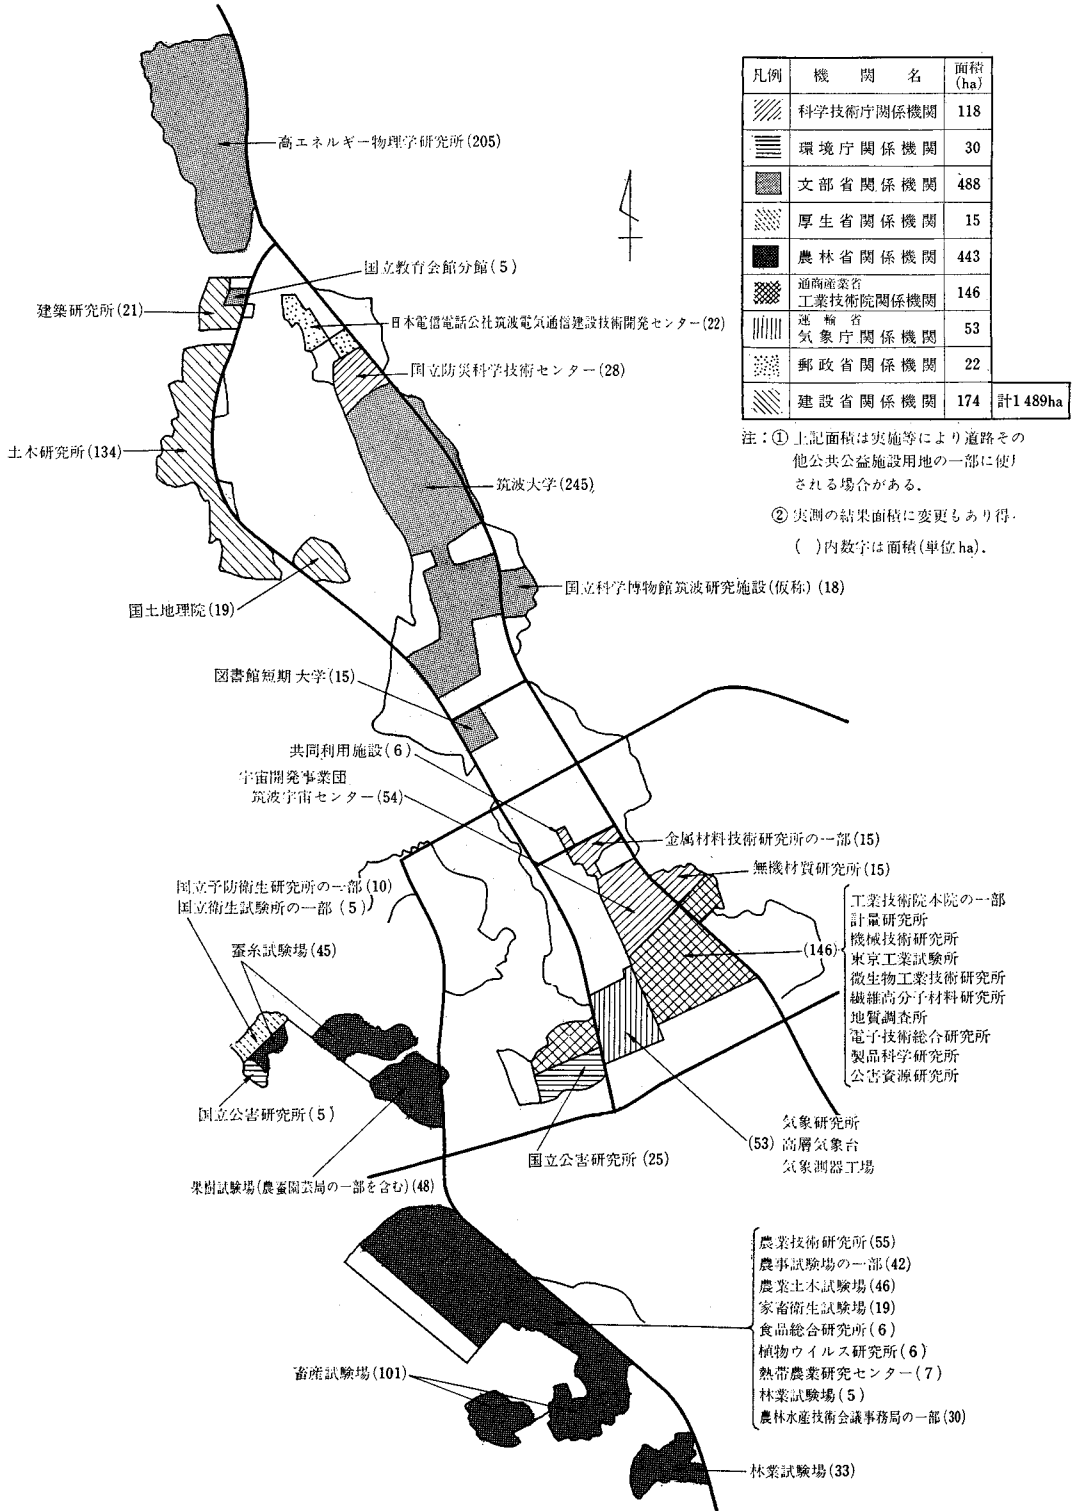 高エネルギー物理学研究所(205)
国立教育会館分館(5)
建築研究所(21)
日本電信電話公社筑波電気通信建設技術開発センター(22)
国立防災科学技術センター(28)
土木研究所(134)
筑波大学(245)
国土地理院(19)
国立科学博物館筑波研究施設(仮称)(18)
図書館短期大学(15)
共同利用施設(6)
宇宙開発事業団
筑波宇宙センター(54)
金属材料技術研究所の一部(15)
無機材質研究所(15)
国立予防衛生研究所の一部(10)
国立衛生試験所の一部(5)
蚕糸試験場(45)
(146)
工業技術院本院の一部
計量研究所
機械技術研究所
東京工業試験所
微生物工業技術研究所
繊維高分子材料研究所
地質調査所
電子技術総合研究所
製品科学研究所
公害資源研究所
国立公害研究所(5)
国立公害研究所(25)
(53)
気象研究所
高層気象台
気象測器工場
果樹試験場(農蚕園芸局の一部を含む)(48)
農業技術研究所(55)
農事試験場の一部(42)
農業土木試験場(46)
家畜衛生試験場(19)
食品総合研究所(6)
植物ウイルス研究所(6)
熱帯農業研究センター(7)
林業試験場(5)
農林水産技術会議事務局の一部(30)
畜産試験場(101)
林業試験場(33)
凡例 機関名 面積(ha)
科学技術庁関係機関 118
環境庁関係機関 30
文部省関係機関 488
厚生省関係機関 15
農林省関係機関 443
通商産業省
工業技術院関係機関 146
運輸省
気象庁関係機関 53
郵政省関係機関 22
建設省関係機関 174 計1489ha
注:① 上記面積は実施等により道路その
他公共公益施設用地の一部に使
される場合がある.
② 実測の結果面積に変更もあり得.
( )内数字は面積(単位ha).